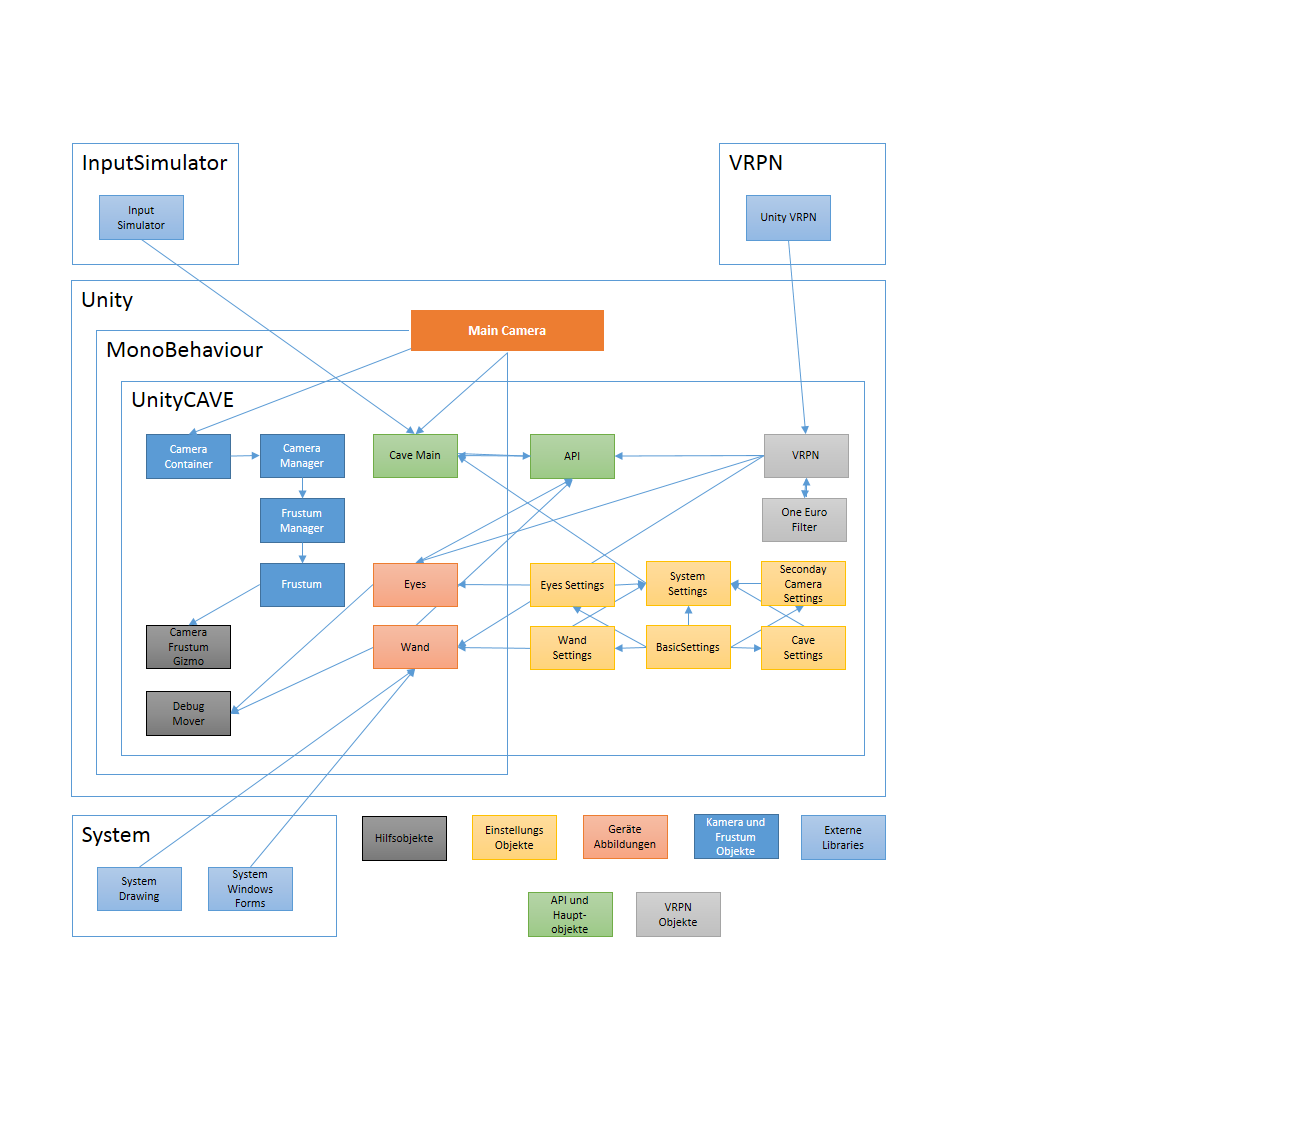 InputSimulator
Input
Simulator
VRPN
Unity VRPN
Unity
Main Camera
MonoBehaviour
UnityCAVE
Camera
Container
Camera
Manager
Cave Main
API
VRPN
Frustum
Manager
One Euro
Filter
Frustum
Eyes
Eyes Settings
System
Settings
Seconday
Camera
Settings
Camera
Frustum
Gizmo
Wand
Wand
Settings
BasicSettings
Cave
Settings
Debug
Mover
System
System
Drawing
System
Windows
Forms
Hilfsobjekte
Einstellungs
Objekte
Geräte
Abbildungen
Kamera und
Frustum
Objekte
Externe
Libraries
API und
Haupt-
objekte
VRPN
Objekte